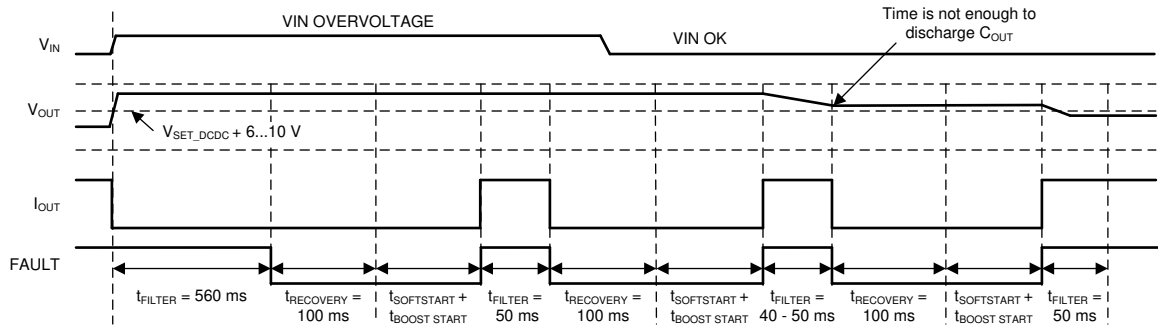 VIN OVERVOLTAGE
Time is not enough to
discharge COUT
VIN
VIN OK
VOUT
VSET_DCDC + 6...10 V
IOUT
FAULT
tFILTER = 560 ms
tRECOVERY =
100 ms
tSOFTSTART +
tBOOST START
tFILTER =
50 ms
tRECOVERY =
100 ms
tSOFTSTART +
tBOOST START
tFILTER =
40 - 50 ms
tRECOVERY =
100 ms
tSOFTSTART +
tBOOST START
tFILTER =
50 ms